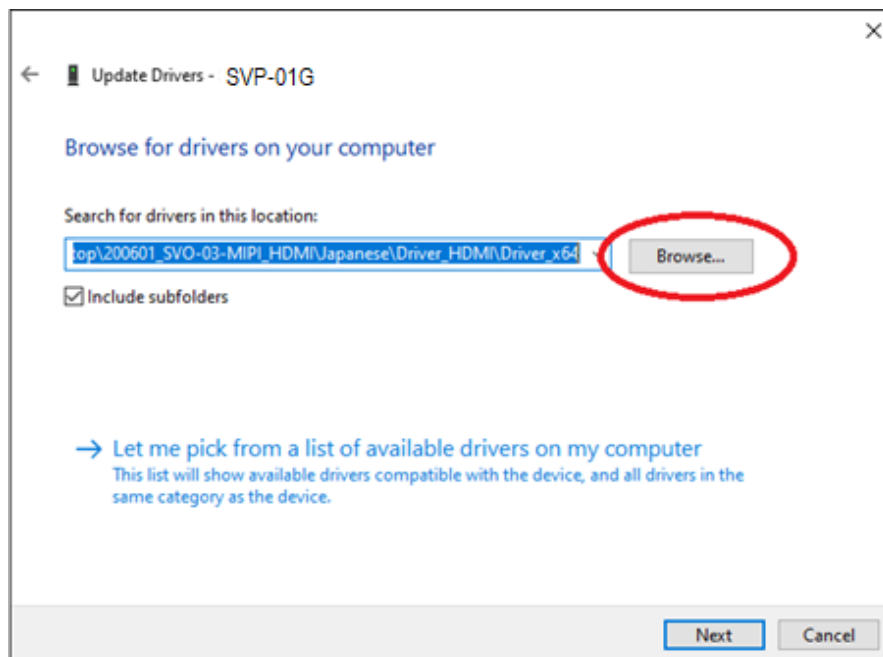 Update Drivers - SVP-01G
Browse for drivers on your computer
Search for drivers in this location:
top\200601_SVO-03-MIPI_HDMI\Japanese\Driver_HDMI\Driver_x64
Browse...
Include subfolders
Let me pick from a list of available drivers on my computer
This list will show available drivers compatible with the device, and all drivers in the
same category as the device.
Next
Cancel